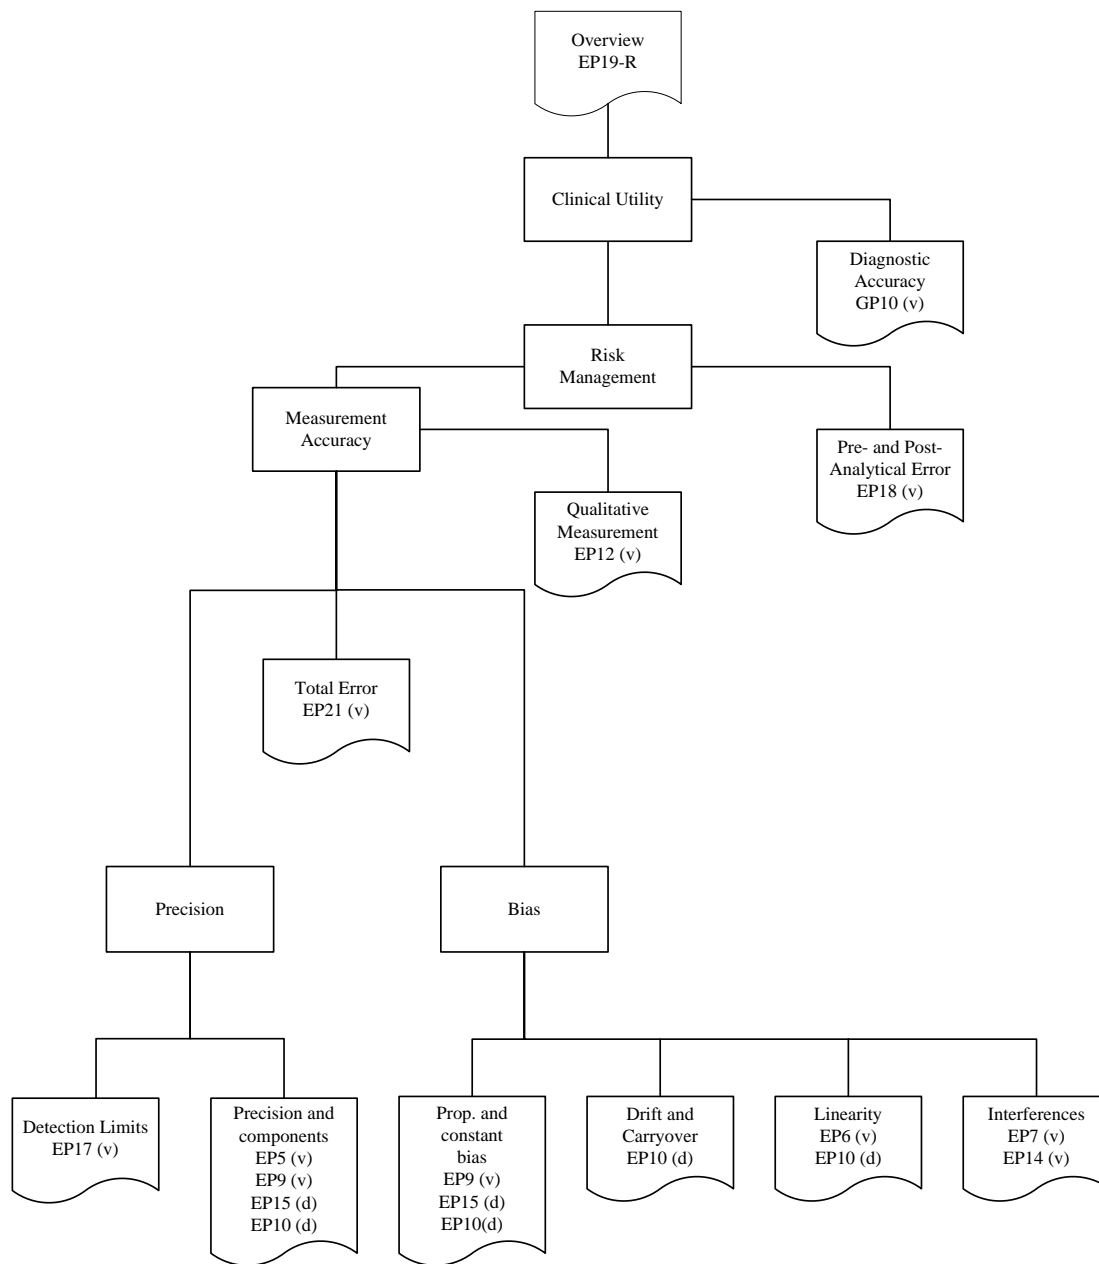 Overview
EP19-R
Clinical Utility
Diagnostic
Accuracy
GP10 (v)
Risk
Management
Measurement
Accuracy
Pre- and Post-
Analytical Error
EP18 (v)
Qualitative
Measurement
EP12 (v)
Total Error
EP21 (v)
Precision
Bias
Detection Limits
EP17 (v)
Precision and
components
EP5 (v)
EP9 (v)
EP15 (d)
EP10 (d)
Prop. and
constant
bias
EP9 (v)
EP15 (d)
EP10(d)
Drift and
Carryover
EP10 (d)
Linearity
EP6 (v)
EP10 (d)
Interferences
EP7 (v)
EP14 (v)